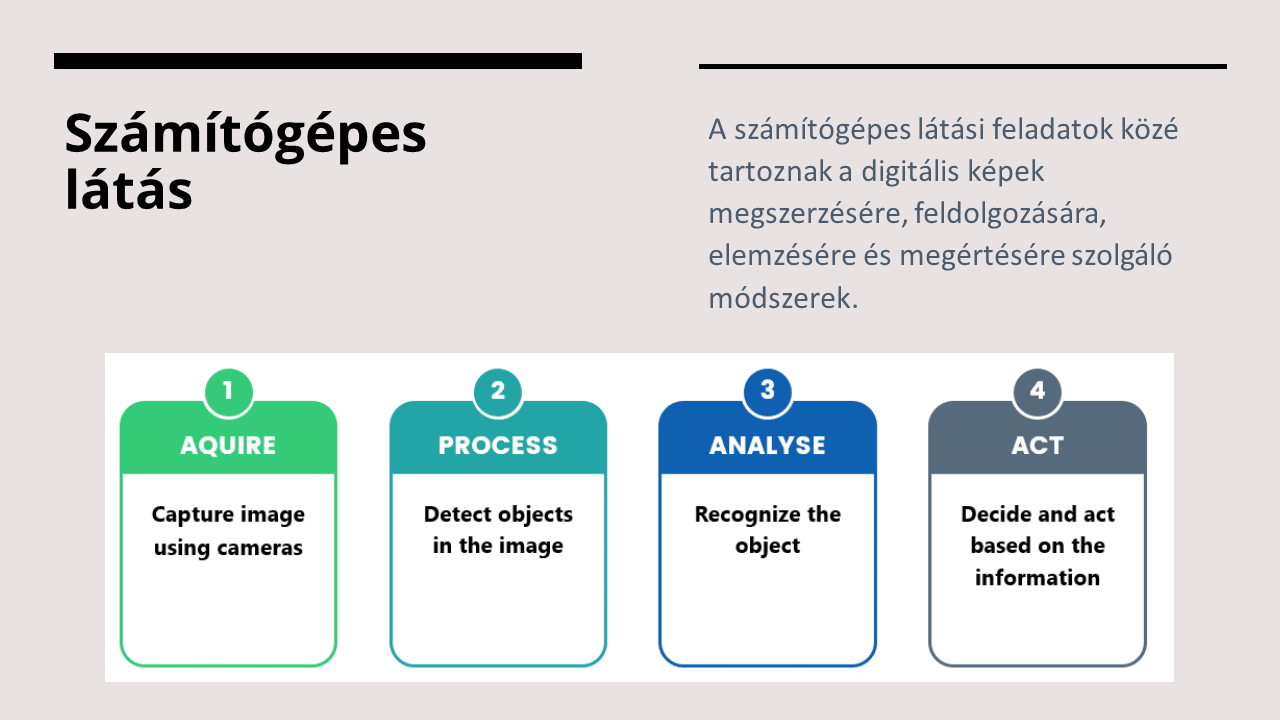 Számítógépes
látás
A számítógépes látási feladatok közé
tartoznak a digitális képek
megszerzésére, feldolgozására,
elemzésére és megértésére szolgáló
módszerek.
1
AQUIRE
Capture image
using cameras
2
PROCESS
Detect objects
in the image
3
ANALYSE
Recognize the
object
4
ACT
Decide and act
based on the
information